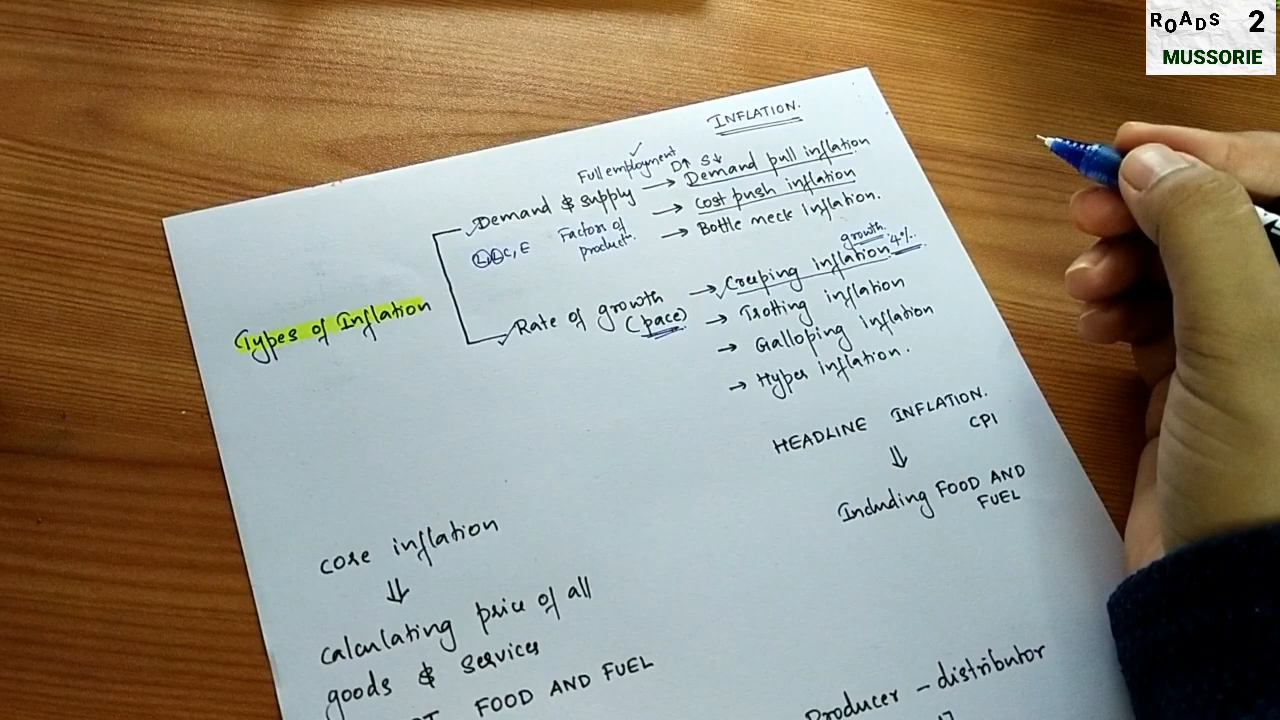 ROADS 2
MUSSORIE
INFLATION.
Full employment
D↑ S↓
Demand & supply → Demand pull inflation
→ Cost push inflation
L, L, C, E Factors of product". → Bottle neck inflation.
growth. 4%.
Types of Inflation
Rate of growth → Creeping inflation
(pace) → Trotting inflation
→ Galloping inflation
→ Hyper inflation.
HEADLINE INFLATION.
CPI
⇓
Including FOOD AND
FUEL
core inflation
⇓
calculating price of all
goods & services
FOOD AND FUEL
Producer - distributor